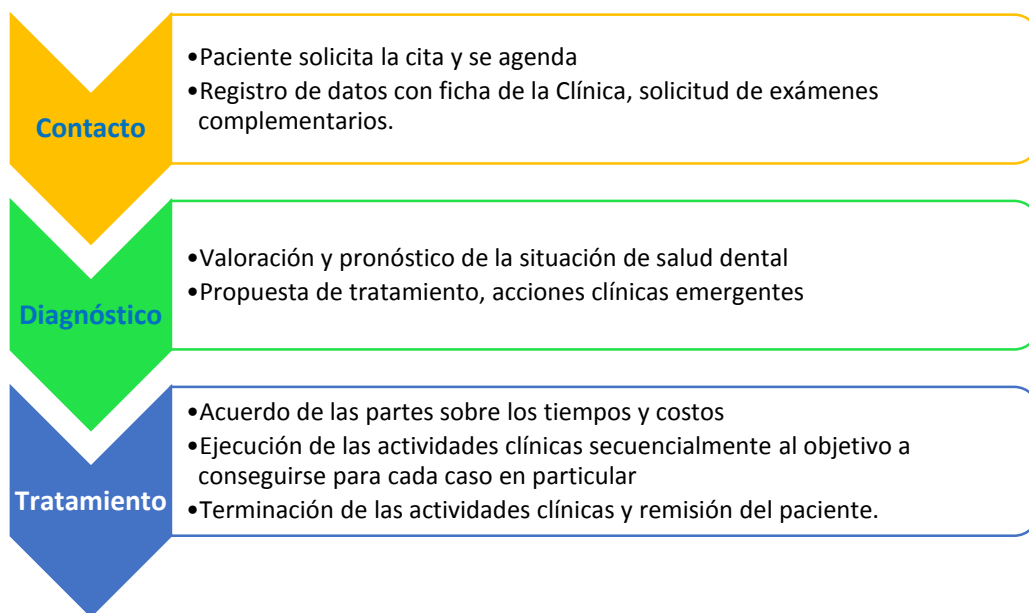 Contacto
•Paciente solicita la cita y se agenda
•Registro de datos con ficha de la Clínica, solicitud de exámenes
complementarios.
Diagnóstico
•Valoración y pronóstico de la situación de salud dental
•Propuesta de tratamiento, acciones clínicas emergentes
Tratamiento
•Acuerdo de las partes sobre los tiempos y costos
•Ejecución de las actividades clínicas secuencialmente al objetivo a
conseguirse para cada caso en particular
•Terminación de las actividades clínicas y remisión del paciente.